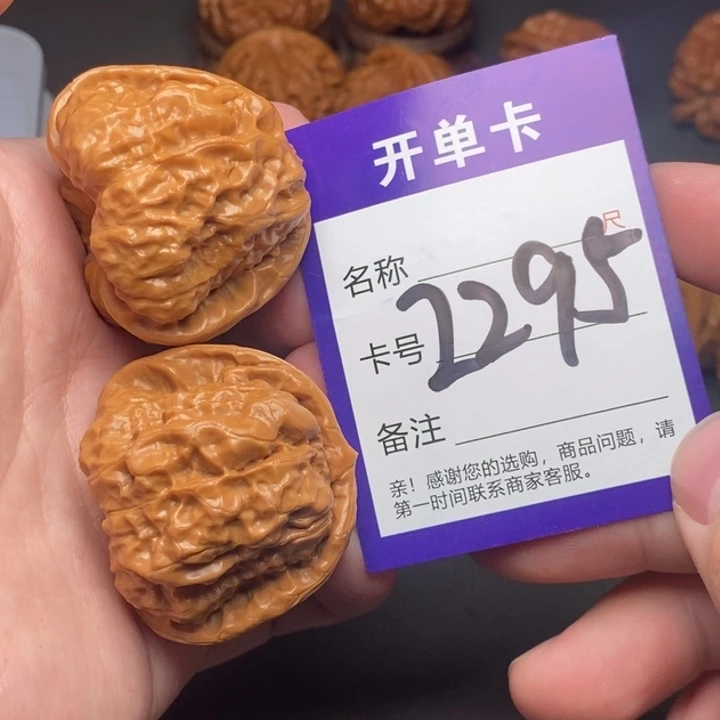 开单卡
名称
尺
卡号 2295
备注
亲！感谢您的选购，商品问题，请
第一时间联系商家客服。